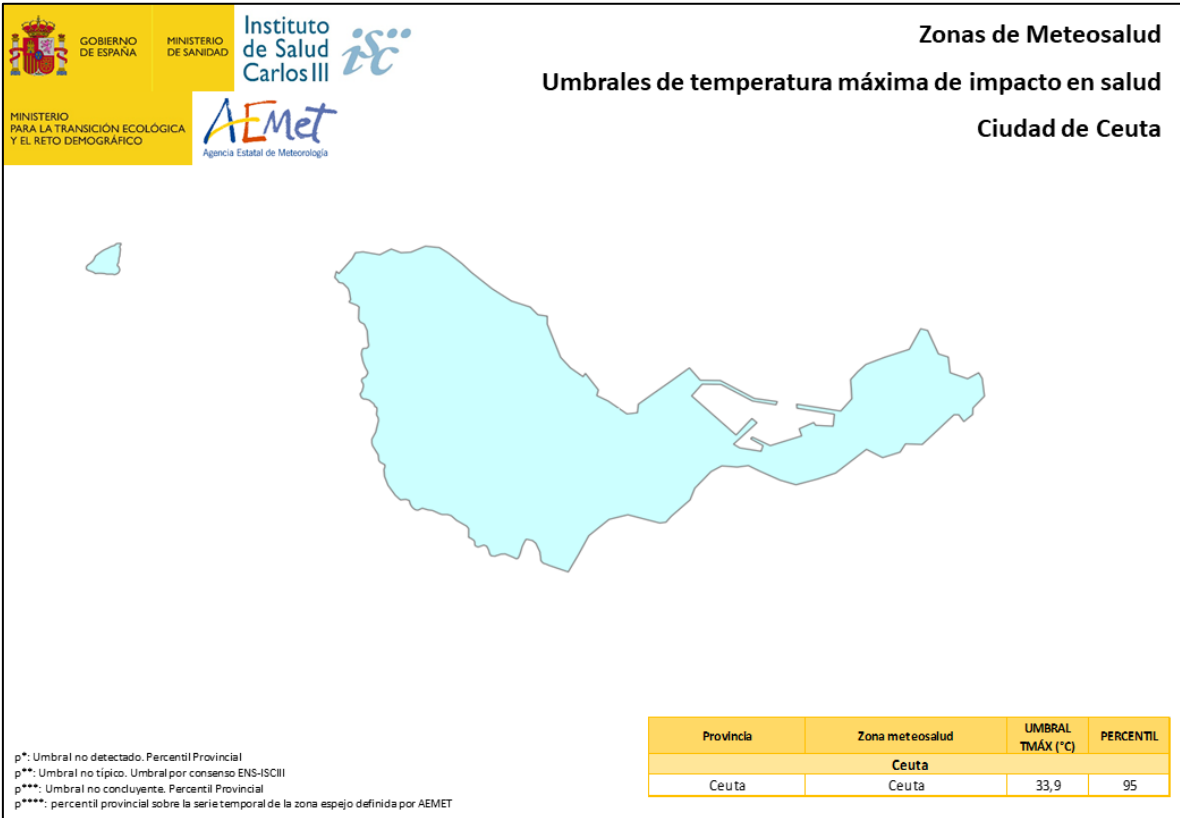 GOBIERNO
DE ESPAÑA
MINISTERIO
DE SANIDAD
Instituto
de Salud
Carlos III
isciii
MINISTERIO
PARA LA TRANSICIÓN ECOLÓGICA
Y EL RETO DEMOGRÁFICO
AEMet
Agencia Estatal de Meteorología
Zonas de Meteosalud
Umbrales de temperatura máxima de impacto en salud
Ciudad de Ceuta
p*: Umbral no detectado. Percentil Provincial
p**: Umbral no típico. Umbral por consenso ENS-ISCIII
p***: Umbral no concluyente. Percentil Provincial
p****: percentil provincial sobre la serie temporal de la zona espejo definida por AEMET
Provincia Zona meteosalud UMBRAL TMÁX (°C) PERCENTIL
Ceuta
Ceuta Ceuta 33,9 95